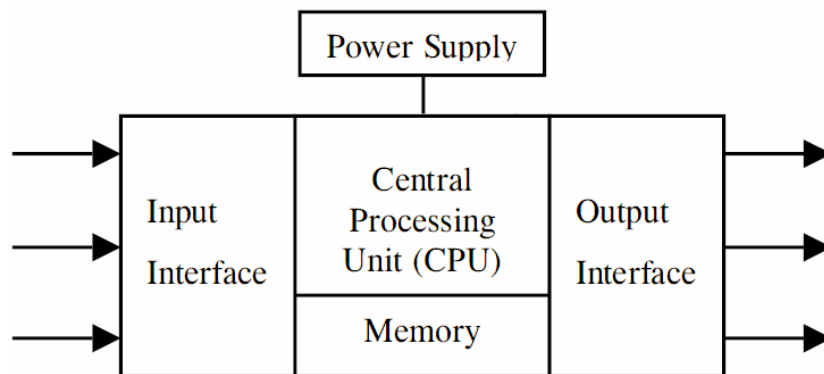 Power Supply
Input
Interface
Central
Processing
Unit (CPU)
Memory
Output
Interface